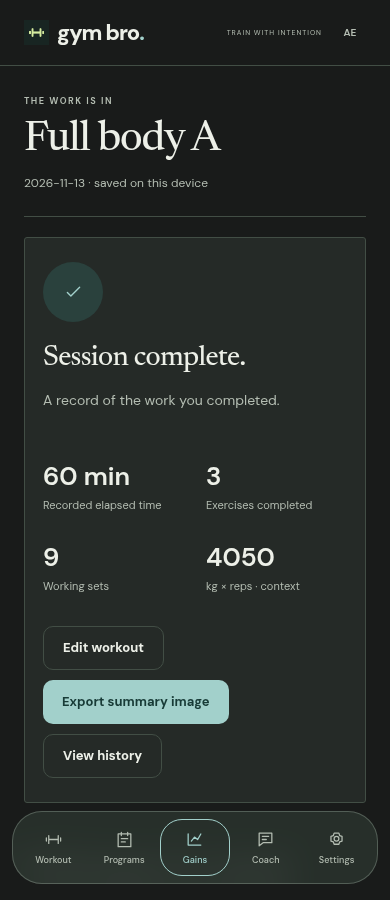 gym bro.
TRAIN WITH INTENTION
AE
THE WORK IS IN
Full body A
2026-11-13 · saved on this device
Session complete.
A record of the work you completed.
60 min
Recorded elapsed time
3
Exercises completed
9
Working sets
4050
kg × reps · context
Edit workout
Export summary image
View history
Workout
Programs
Gains
Coach
Settings